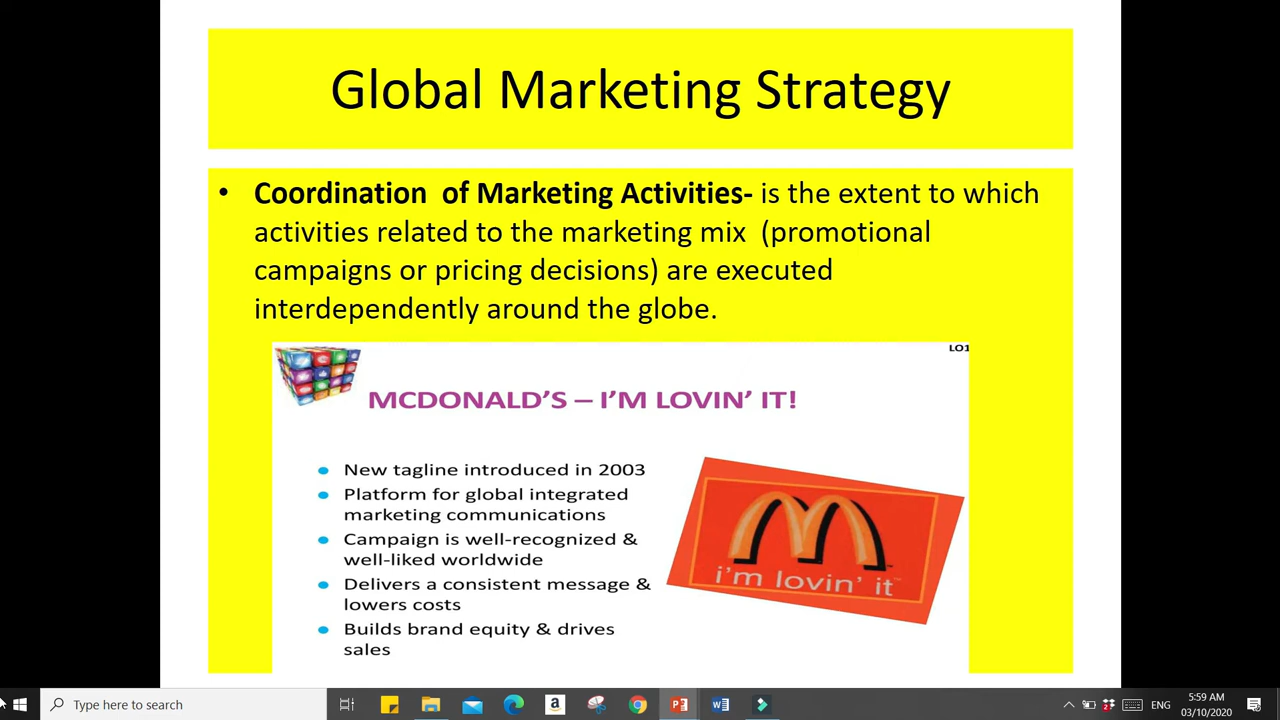 Global Marketing Strategy
• Coordination of Marketing Activities- is the extent to which
activities related to the marketing mix (promotional
campaigns or pricing decisions) are executed
interdependently around the globe.
LO1
MCDONALD'S – I'M LOVIN' IT!
• New tagline introduced in 2003
• Platform for global integrated
marketing communications
• Campaign is well-recognized &
well-liked worldwide
• Delivers a consistent message &
lowers costs
• Builds brand equity & drives
sales
i'm lovin' it™
Type here to search
ENG
5:59 AM
03/10/2020